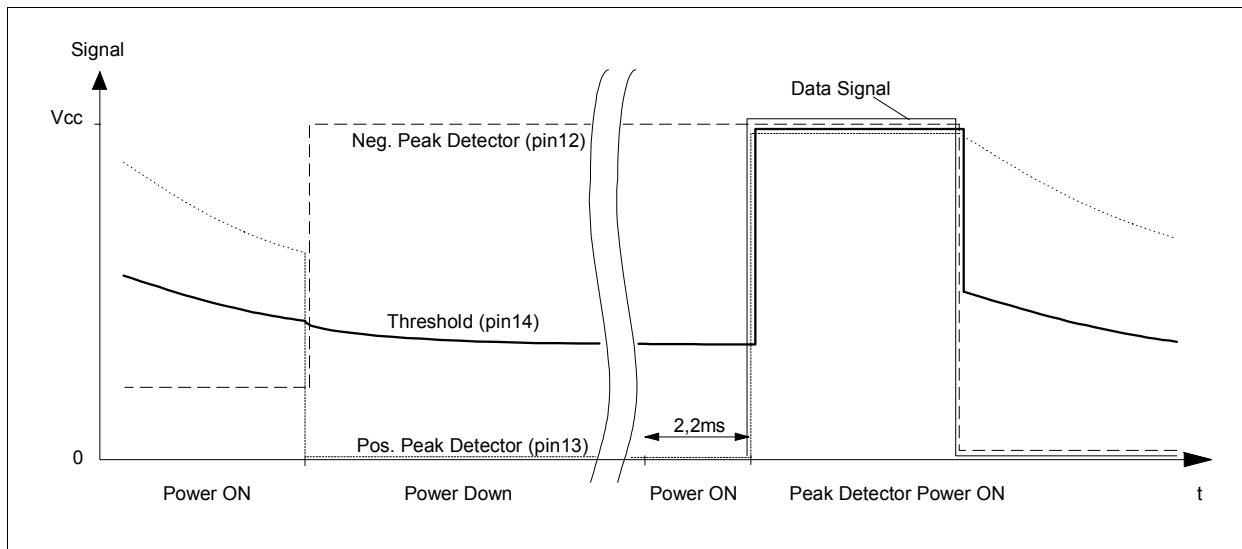 Signal
Data Signal
Vcc
Neg. Peak Detector (pin12)
Threshold (pin14)
2,2ms
Pos. Peak Detector (pin13)
0
Power ON
Power Down
Power ON
Peak Detector Power ON
t